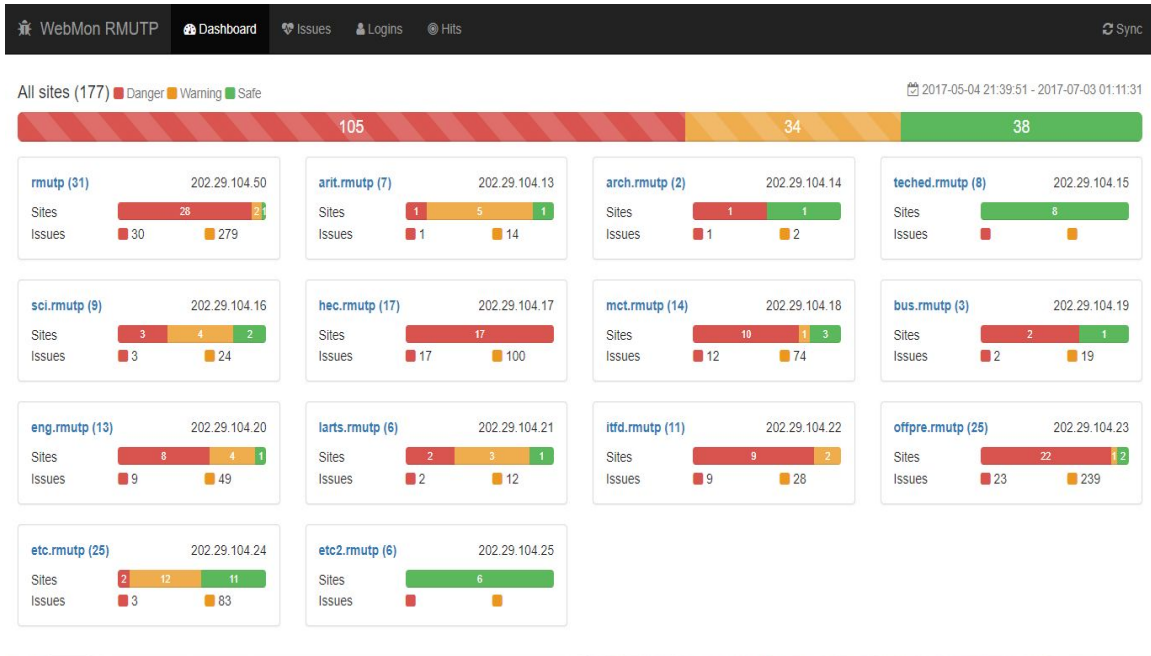 WebMon RMUTP Dashboard Issues Logins Hits Sync
All sites (177) Danger Warning Safe 2017-05-04 21:39:51 - 2017-07-03 01:11:31
105 34 38
rmutp (31) 202.29.104.50
Sites 28 2 1
Issues 30 279
arit.rmutp (7) 202.29.104.13
Sites 1 5 1
Issues 1 14
arch.rmutp (2) 202.29.104.14
Sites 1 1
Issues 1 2
teched.rmutp (8) 202.29.104.15
Sites 8
Issues
sci.rmutp (9) 202.29.104.16
Sites 3 4 2
Issues 3 24
hec.rmutp (17) 202.29.104.17
Sites 17
Issues 17 100
mct.rmutp (14) 202.29.104.18
Sites 10 1 3
Issues 12 74
bus.rmutp (3) 202.29.104.19
Sites 2 1
Issues 2 19
eng.rmutp (13) 202.29.104.20
Sites 8 4 1
Issues 9 49
larts.rmutp (6) 202.29.104.21
Sites 2 3 1
Issues 2 12
itfd.rmutp (11) 202.29.104.22
Sites 9 2
Issues 9 28
offpre.rmutp (25) 202.29.104.23
Sites 22 1 2
Issues 23 239
etc.rmutp (25) 202.29.104.24
Sites 2 12 11
Issues 3 83
etc2.rmutp (6) 202.29.104.25
Sites 6
Issues